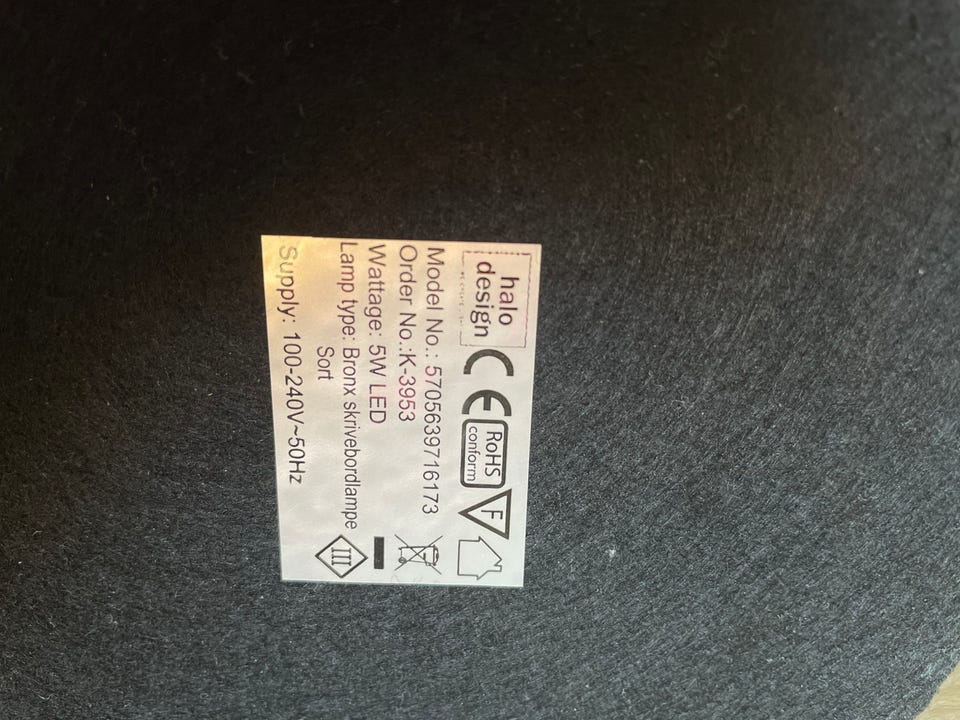 halo
design
CE
RoHS
conform
F
Model No.: 5705639716173
Order No.:K-3953
Wattage: 5W LED
Lamp type: Bronx skrivebordlampe
Sort
III
Supply: 100-240V~50Hz